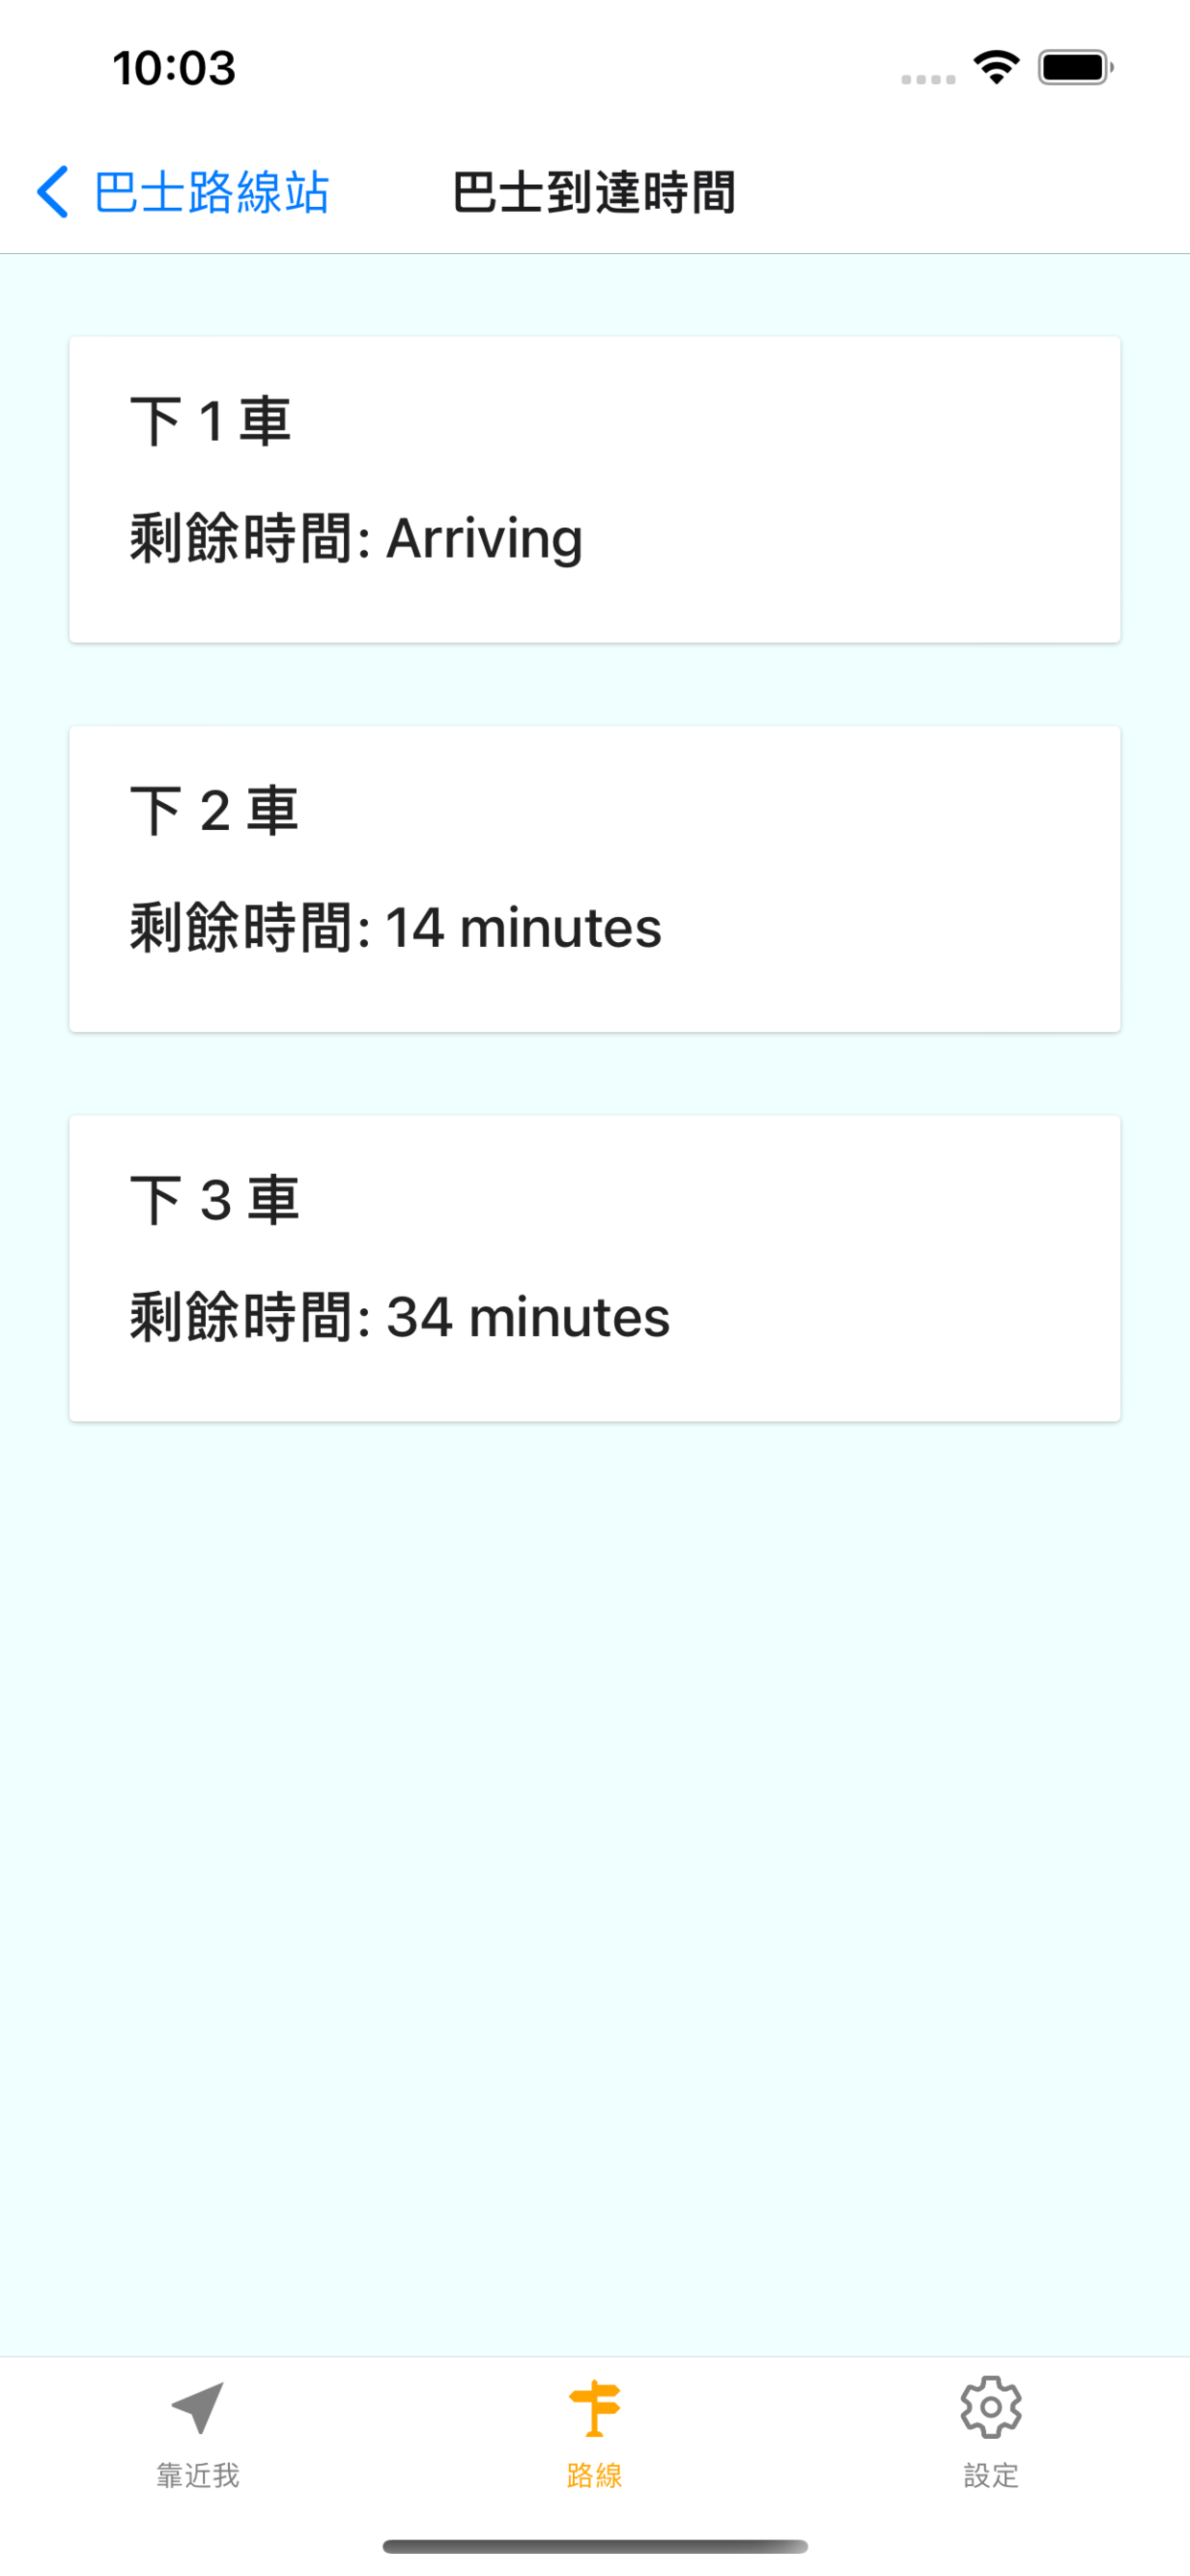 10:03
巴士路線站
巴士到達時間
下 1 車
剩餘時間: Arriving
下 2 車
剩餘時間: 14 minutes
下 3 車
剩餘時間: 34 minutes
靠近我
路線
設定